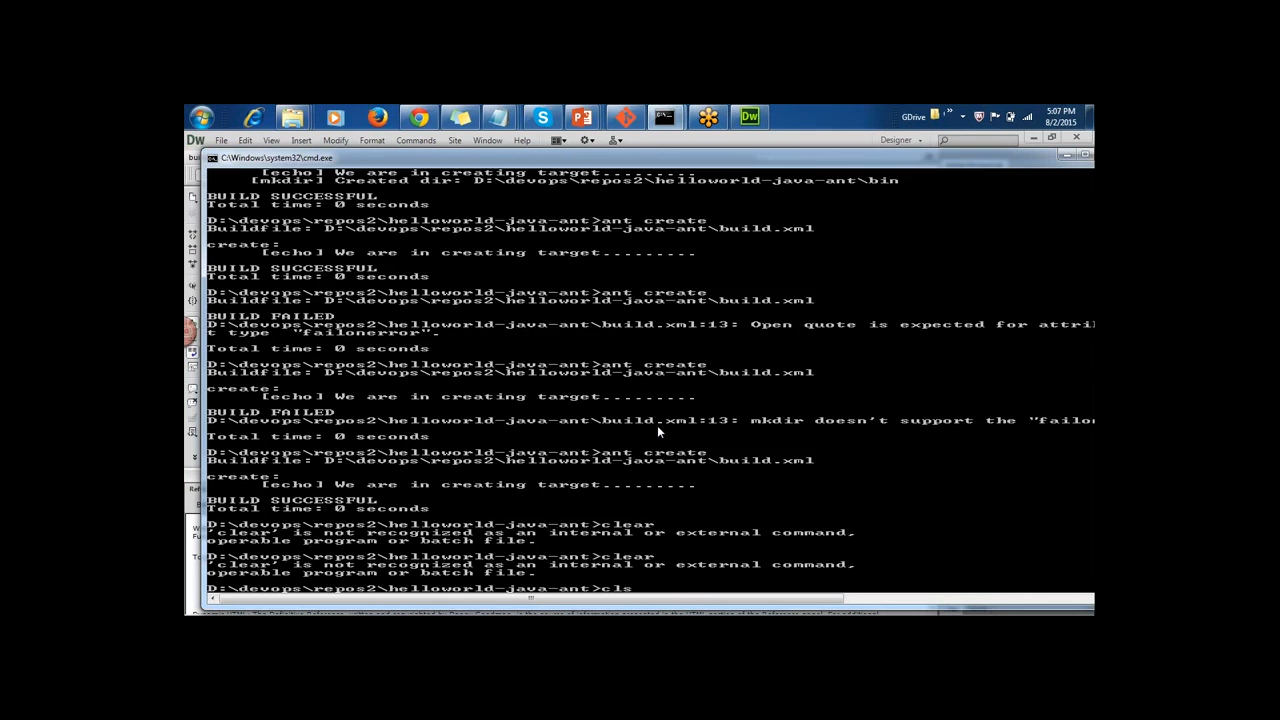 GDrive
5:07 PM
8/2/2015
Dw File Edit View Insert Modify Format Commands Site Window Help Designer
C:\Windows\system32\cmd.exe
[echo] We are in creating target.........
[mkdir] Created dir: D:\devops\repos2\helloworld-java-ant\bin
BUILD SUCCESSFUL
Total time: 0 seconds
D:\devops\repos2\helloworld-java-ant>ant create
Buildfile: D:\devops\repos2\helloworld-java-ant\build.xml
create:
[echo] We are in creating target.........
BUILD SUCCESSFUL
Total time: 0 seconds
D:\devops\repos2\helloworld-java-ant>ant create
Buildfile: D:\devops\repos2\helloworld-java-ant\build.xml
BUILD FAILED
D:\devops\repos2\helloworld-java-ant\build.xml:13: Open quote is expected for attri
t type  "failonerror".
Total time: 0 seconds
D:\devops\repos2\helloworld-java-ant>ant create
Buildfile: D:\devops\repos2\helloworld-java-ant\build.xml
create:
[echo] We are in creating target.........
BUILD FAILED
D:\devops\repos2\helloworld-java-ant\build.xml:13: mkdir doesn't support the "failo
Total time: 0 seconds
D:\devops\repos2\helloworld-java-ant>ant create
Buildfile: D:\devops\repos2\helloworld-java-ant\build.xml
create:
[echo] We are in creating target.........
BUILD SUCCESSFUL
Total time: 0 seconds
D:\devops\repos2\helloworld-java-ant>clear
'clear' is not recognized as an internal or external command,
operable program or batch file.
D:\devops\repos2\helloworld-java-ant>clear
'clear' is not recognized as an internal or external command,
operable program or batch file.
D:\devops\repos2\helloworld-java-ant>cls